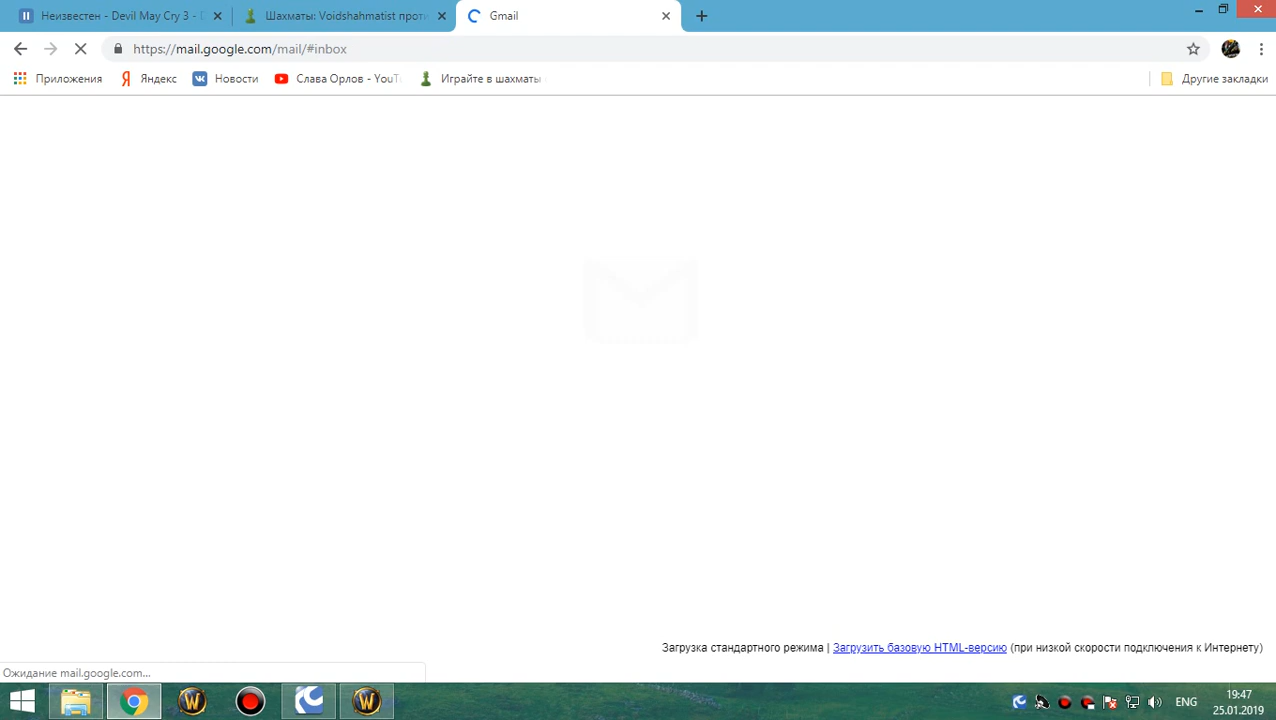 Неизвестен - Devil May Cry 3 -
Шахматы: Voidshahmatist проти
Gmail
https://mail.google.com/mail/#inbox
Приложения
Яндекс
Новости
Слава Орлов - YouTu
Играйте в шахматы
Другие закладки
Загрузка стандартного режима | Загрузить базовую HTML-версию (при низкой скорости подключения к Интернету)
Ожидание mail.google.com...
ENG
19:47
25.01.2019